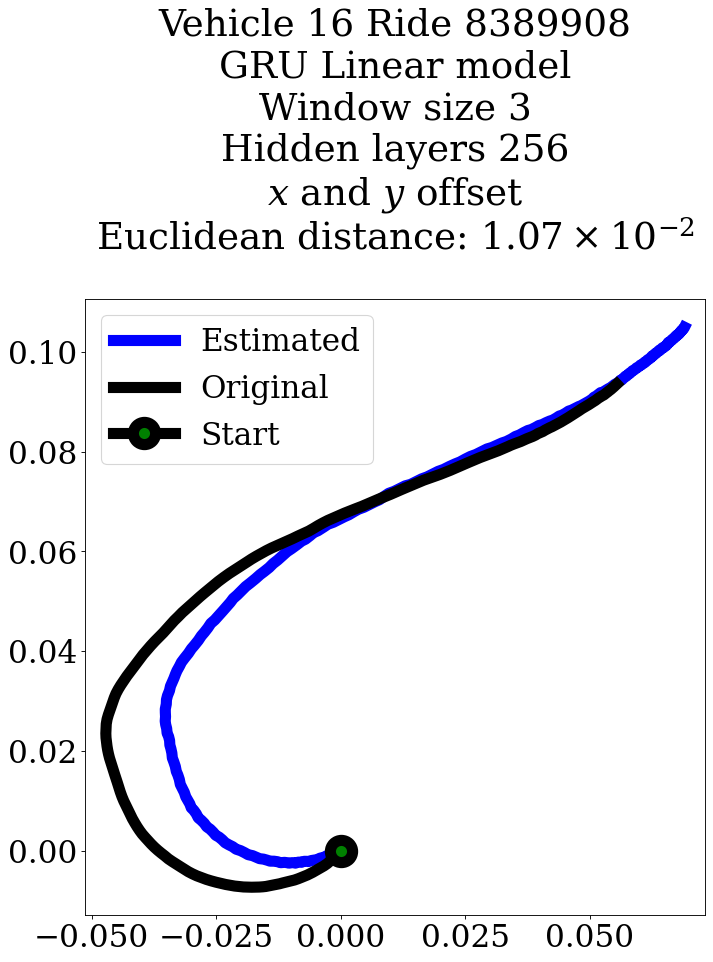 Vehicle 16 Ride 8389908
GRU Linear model
Window size 3
Hidden layers 256
x and y offset
Euclidean distance: 1.07 × 10⁻²
Estimated
Original
Start
0.10
0.08
0.06
0.04
0.02
0.00
−0.050 −0.025 0.000 0.025 0.050